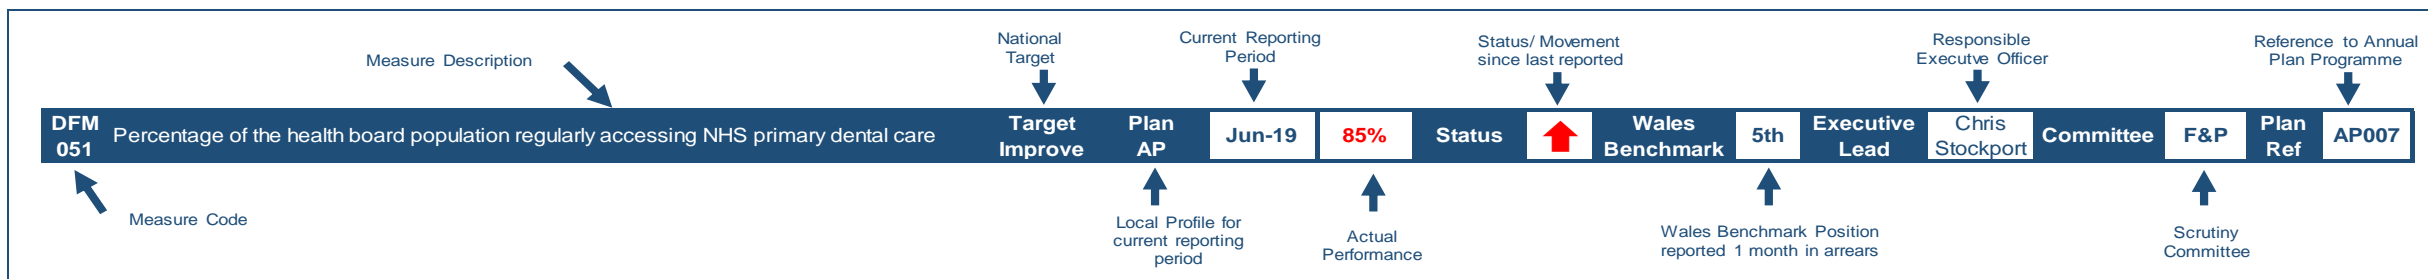 Measure Description
National
Target
Current Reporting
Period
Status/ Movement
since last reported
Responsible
Executve Officer
Reference to Annual
Plan Programme
DFM
051
Percentage of the health board population regularly accessing NHS primary dental care
Target
Improve
Plan
AP
Jun-19
85%
Status
Wales
Benchmark
5th
Executive
Lead
Chris
Stockport
Committee
F&P
Plan
Ref
AP007
Measure Code
Local Profile for
current reporting
period
Actual
Performance
Wales Benchmark Position
reported 1 month in arrears
Scrutiny
Committee